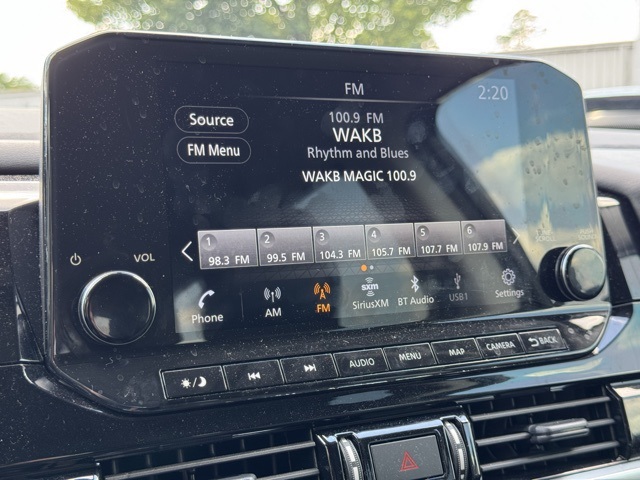 FM
2:20
Source
100.9 FM
WAKB
FM Menu
Rhythm and Blues
WAKB MAGIC 100.9
1 98.3 FM
2 99.5 FM
3 104.3 FM
4 105.7 FM
5 107.7 FM
6 107.9 FM
VOL
Phone
AM
FM
sxm
SiriusXM
BT Audio
USB1
Settings
AUDIO
MENU
MAP
CAMERA
BACK